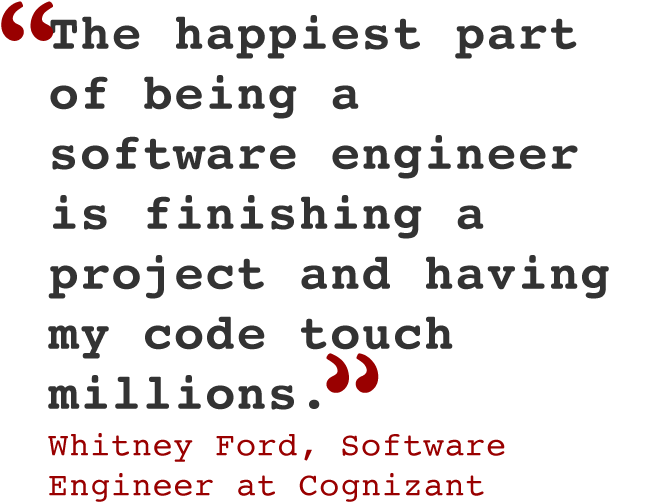 “The happiest part
of being a
software engineer
is finishing a
project and having
my code touch
millions.”
Whitney Ford, Software
Engineer at Cognizant